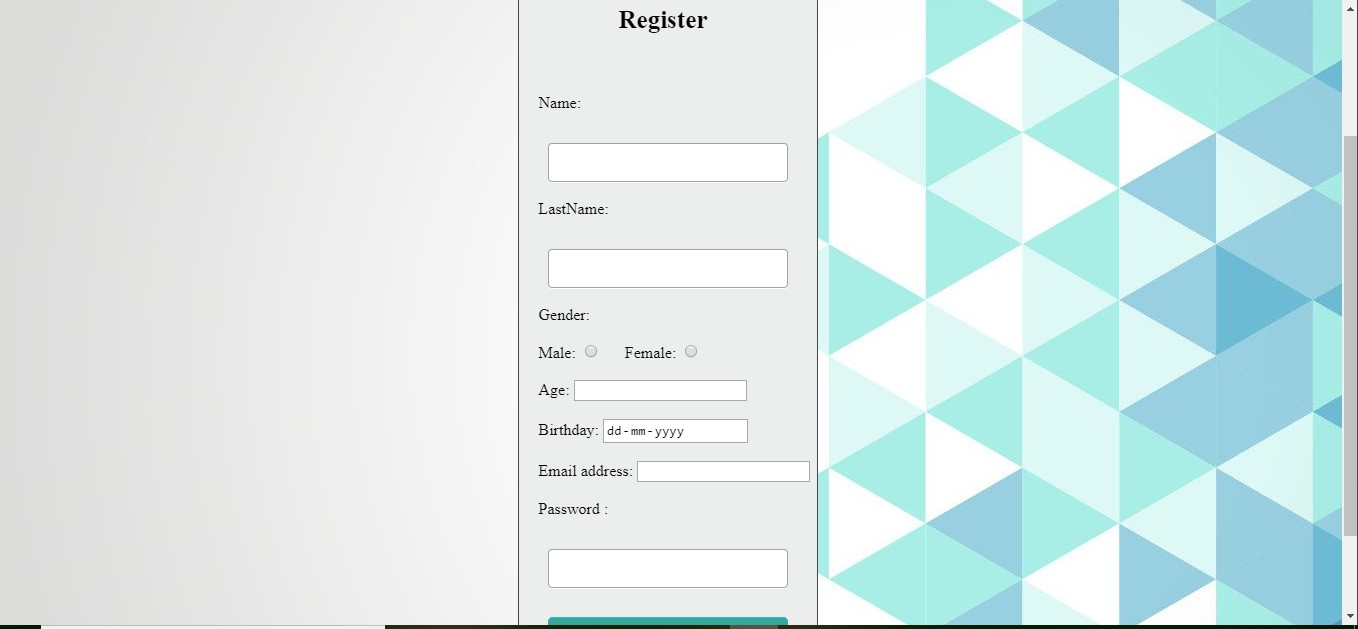 Register
Name:
LastName:
Gender:
Male: Female:
Age:
Birthday: dd-mm-yyyy
Email address:
Password :